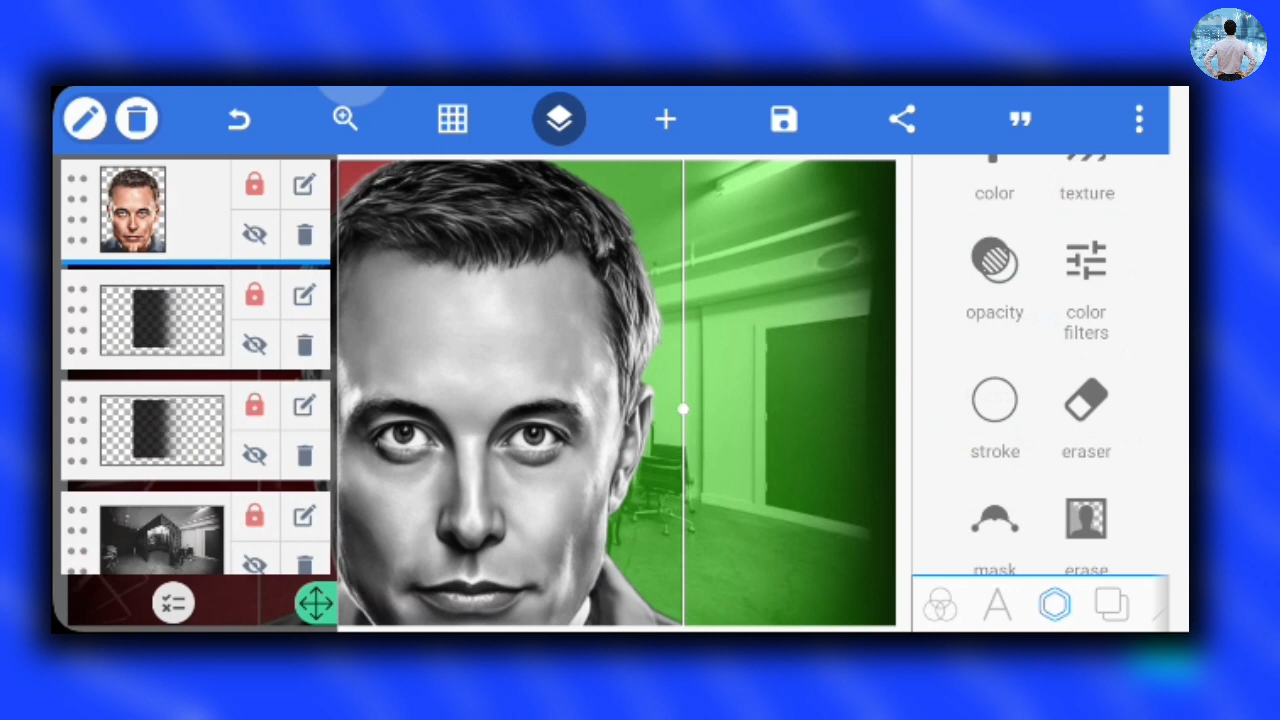 color texture
opacity color
filters
stroke eraser
mask erase